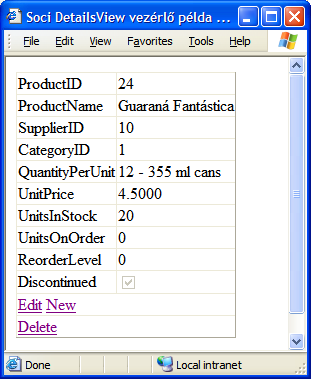 Soci DetailsView vezérlő példa ...
File Edit View Favorites Tools Help
ProductID 24
ProductName Guaraná Fantástica
SupplierID 10
CategoryID 1
QuantityPerUnit 12 - 355 ml cans
UnitPrice 4.5000
UnitsInStock 20
UnitsOnOrder 0
ReorderLevel 0
Discontinued
Edit New
Delete
Done Local intranet